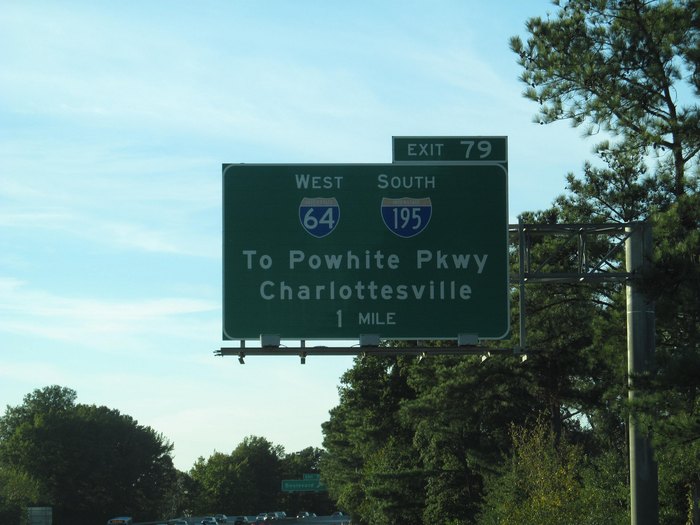 EXIT 79
WEST SOUTH
64 195
To Powhite Pkwy
Charlottesville
1 MILE